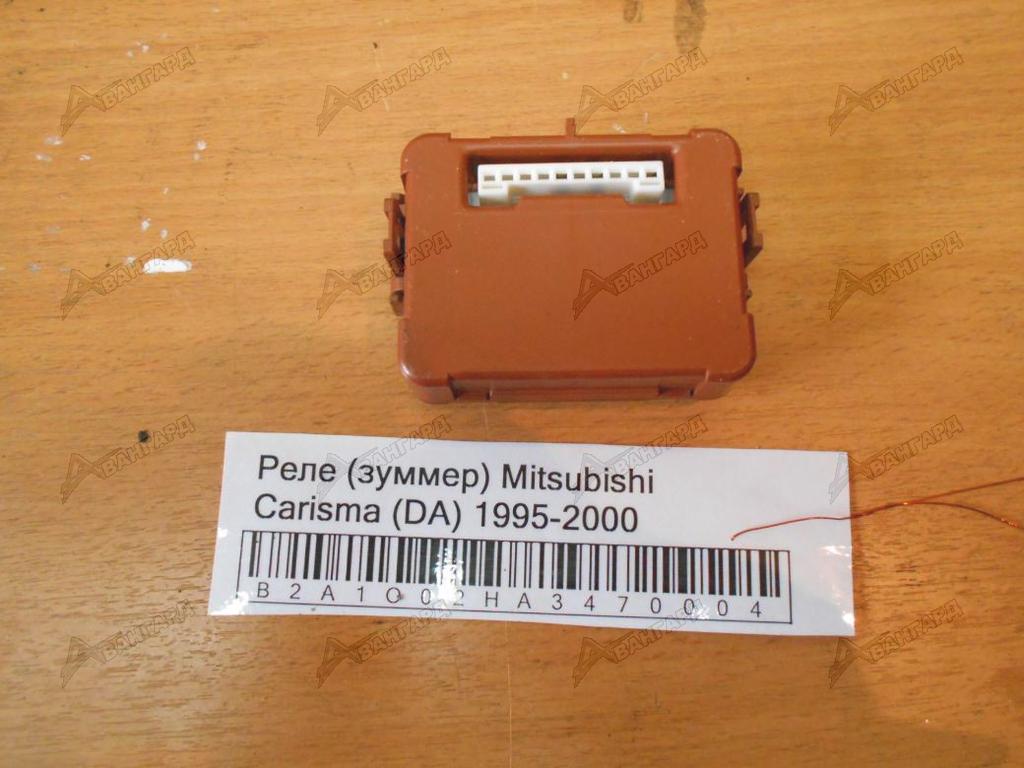 Реле (зуммер) Mitsubishi
Carisma (DA) 1995-2000
B2A1O02HA3470004
АВАНГАРД